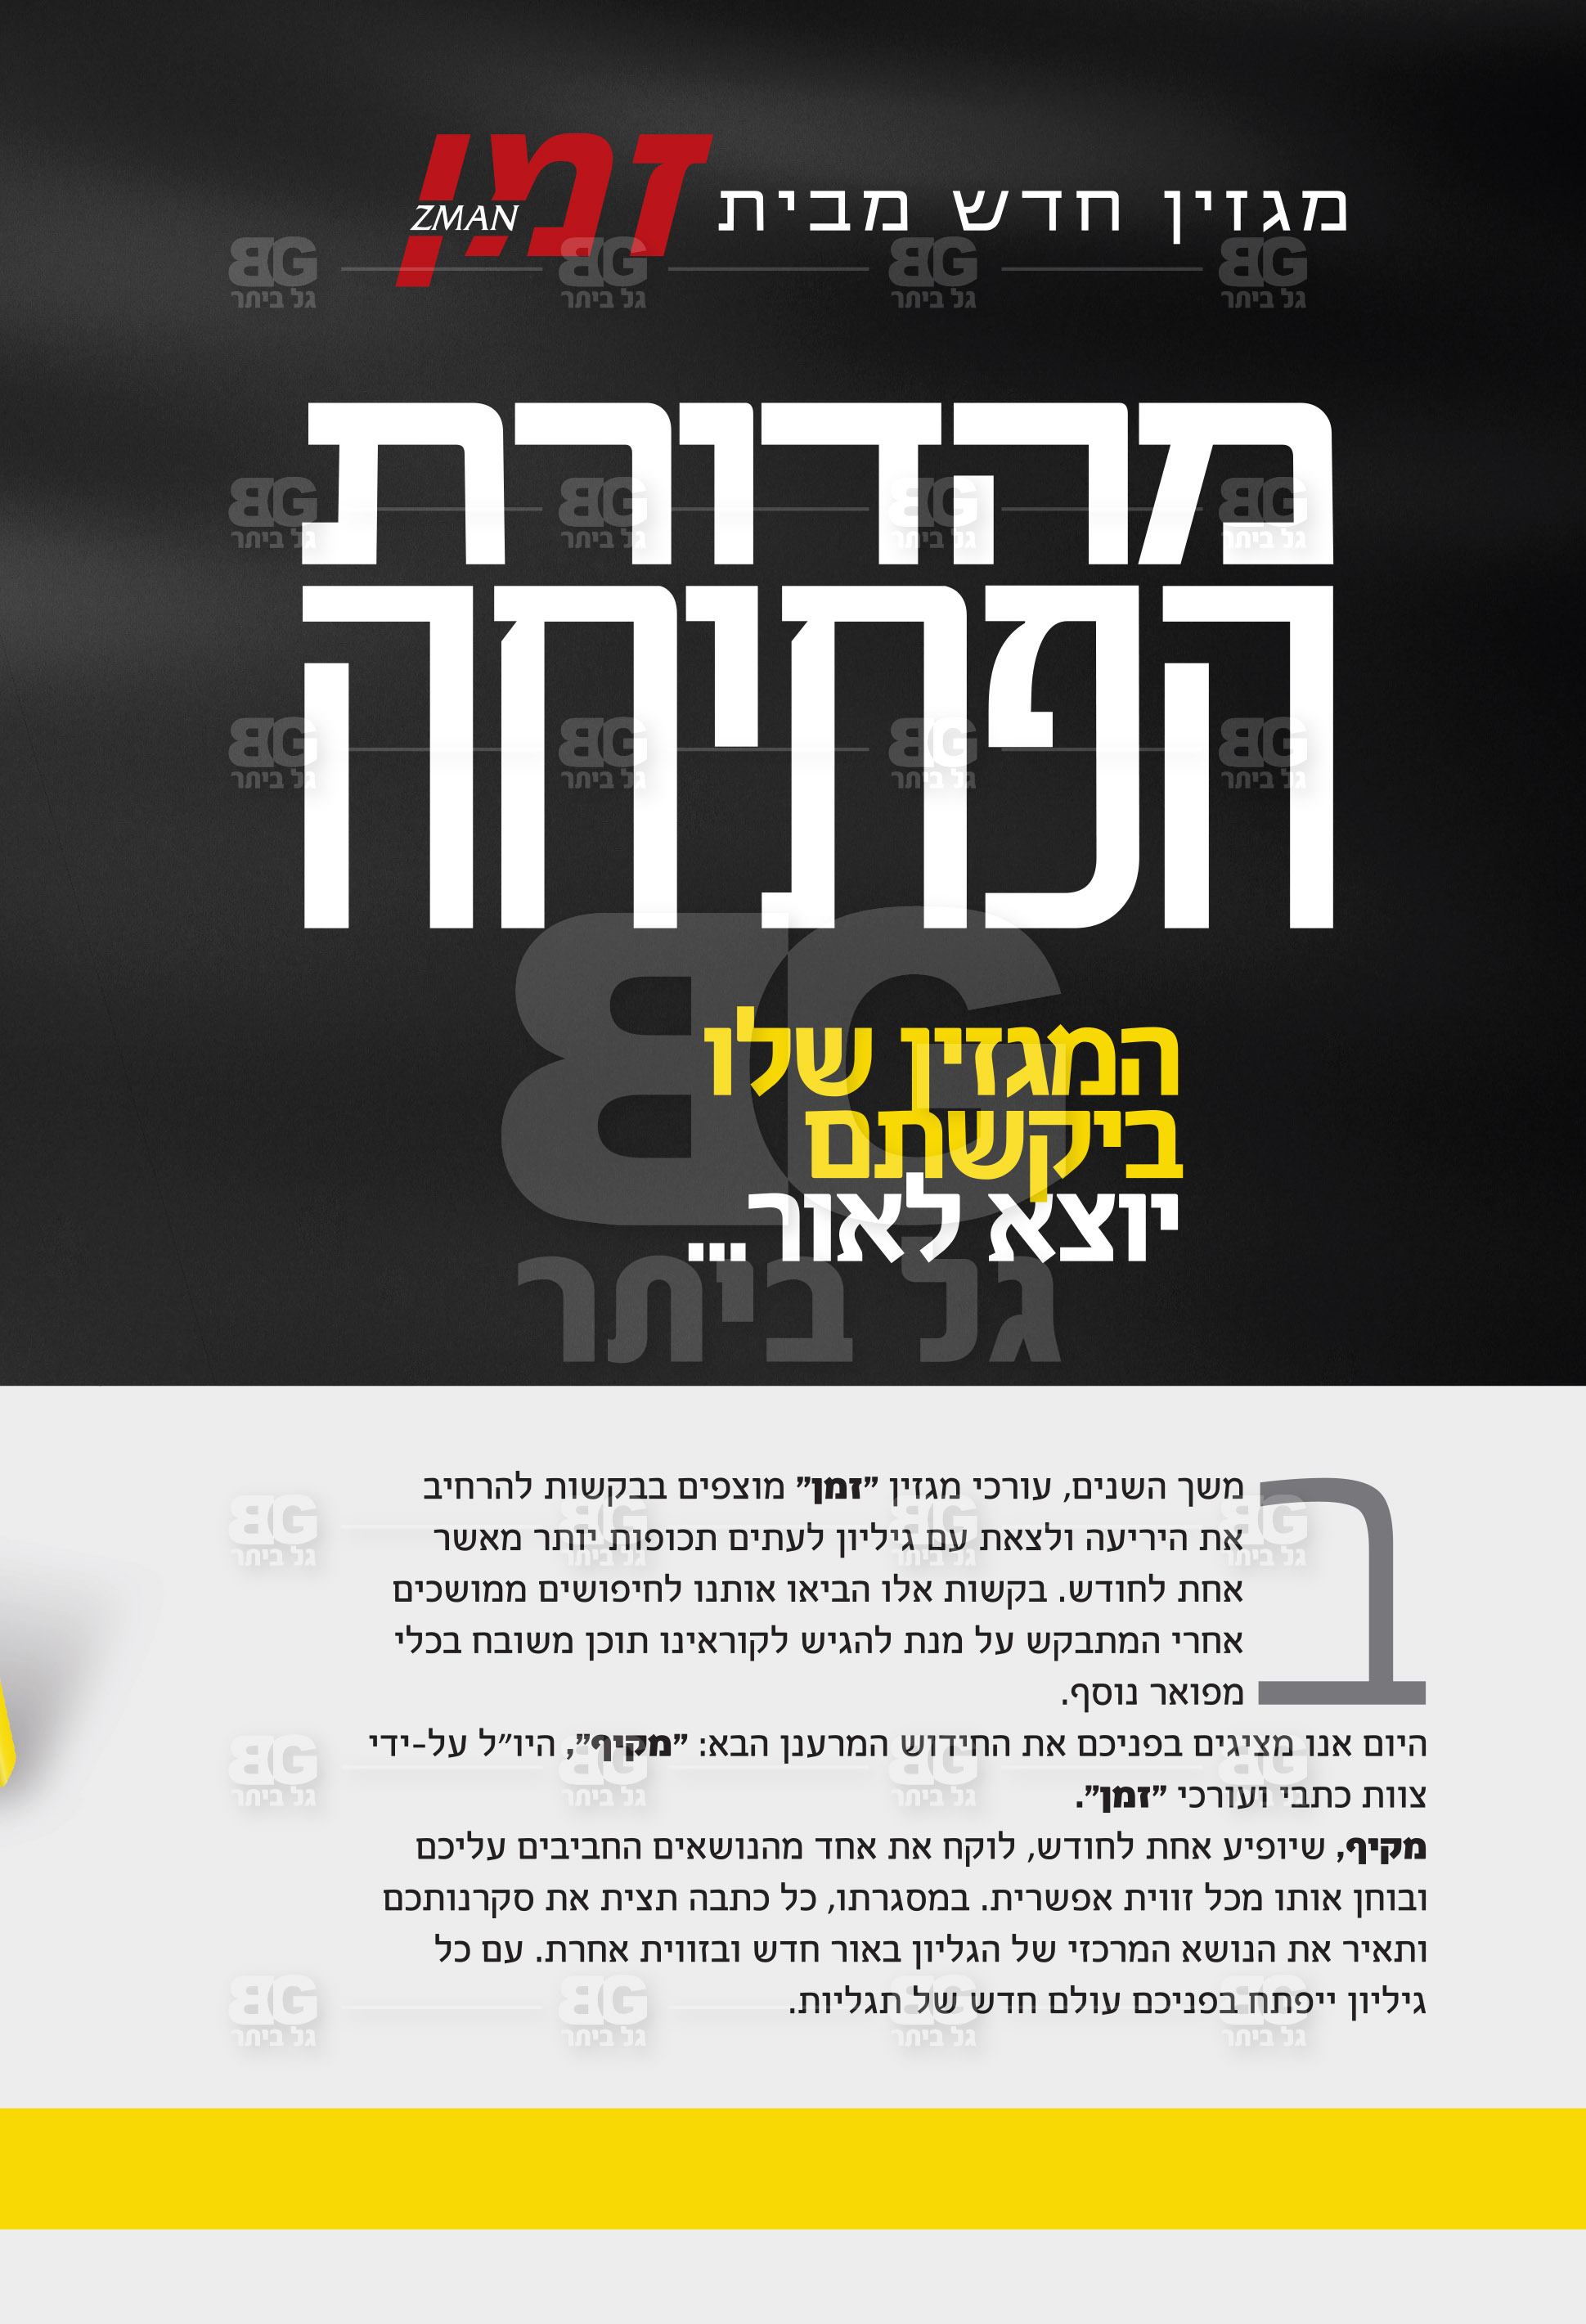 מגזין חדש מבית זמן
ZMAN
מהדורת
הפתיחה
המגזין שלו
ביקשתם
יוצא לאור...
במשך השנים, עורכי מגזין "זמן" מוצפים בבקשות להרחיב
את היריעה ולצאת עם גיליון לעתים תכופות יותר מאשר
אחת לחודש. בקשות אלו הביאו אותנו לחיפושים ממושכים
אחרי המתבקש על מנת להגיש לקוראינו תוכן משובח בכלי
מפואר נוסף.
היום אנו מציגים בפניכם את החידוש המרענן הבא: "מקיף", היו"ל על-ידי
צוות כתבי ועורכי "זמן".
מקיף, שיופיע אחת לחודש, לוקח את אחד מהנושאים החביבים עליכם
ובוחן אותו מכל זווית אפשרית. במסגרתו, כל כתבה תצית את סקרנותכם
ותאיר את הנושא המרכזי של הגליון באור חדש ובזווית אחרת. עם כל
גיליון ייפתח בפניכם עולם חדש של תגליות.
BG
גל ביתר